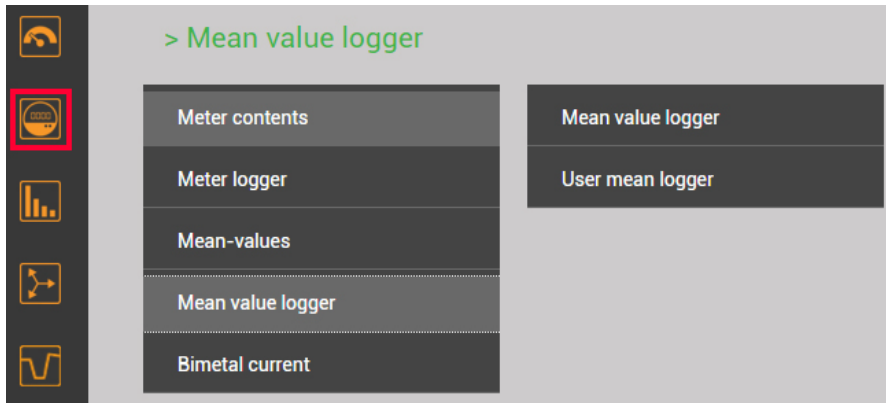 > Mean value logger
Meter contents
Meter logger
Mean-values
Mean value logger
Bimetal current
Mean value logger
User mean logger